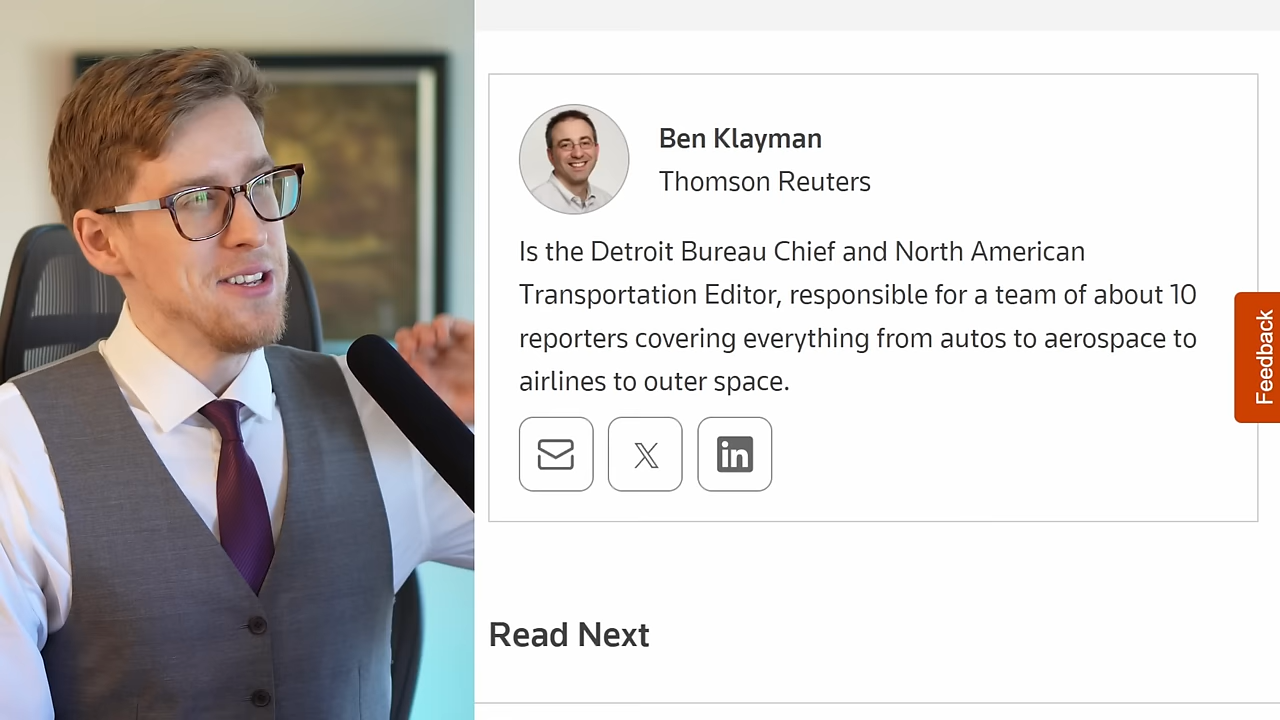 Ben Klayman
Thomson Reuters
Is the Detroit Bureau Chief and North American
Transportation Editor, responsible for a team of about 10
reporters covering everything from autos to aerospace to
airlines to outer space.
X
in
Feedback
Read Next